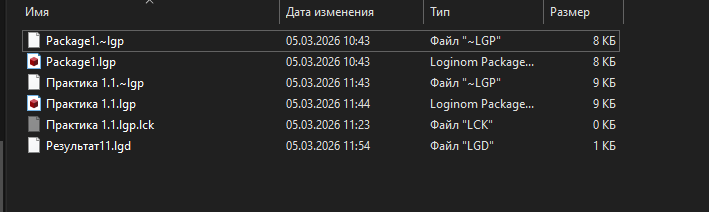 Имя Дата изменения Тип Размер
Package1.~lgp 05.03.2026 10:43 Файл "~LGP" 8 КБ
Package1.lgp 05.03.2026 10:43 Loginom Package... 8 КБ
Практика 1.1.~lgp 05.03.2026 11:43 Файл "~LGP" 9 КБ
Практика 1.1.lgp 05.03.2026 11:44 Loginom Package... 9 КБ
Практика 1.1.lgp.lck 05.03.2026 11:23 Файл "LCK" 0 КБ
Результат11.lgd 05.03.2026 11:54 Файл "LGD" 1 КБ